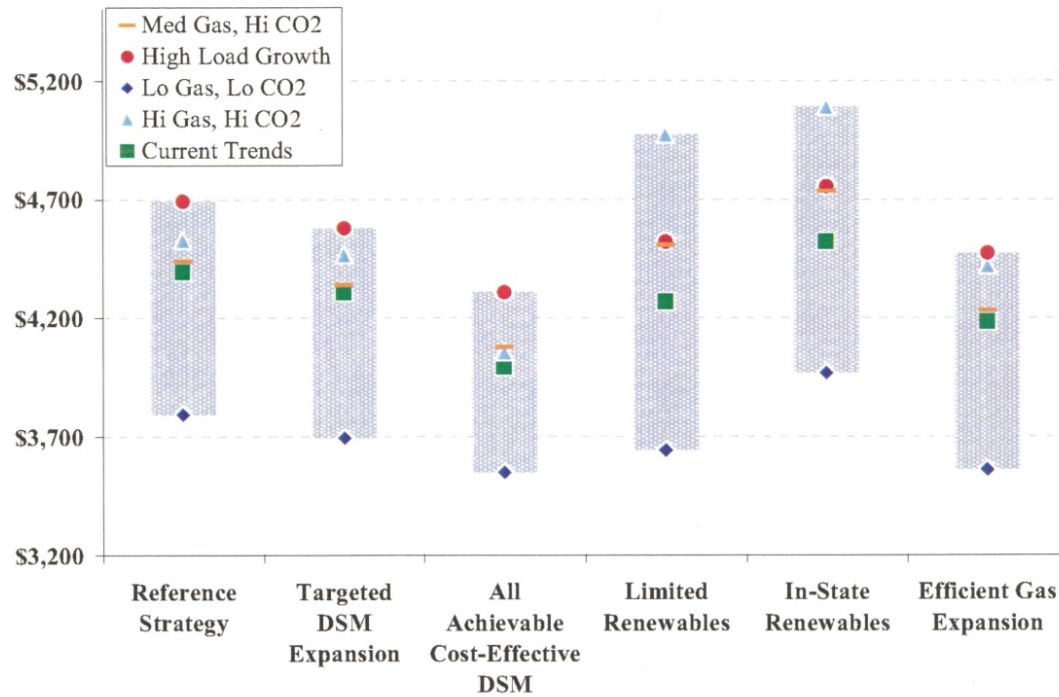 Med Gas, Hi CO2
High Load Growth
Lo Gas, Lo CO2
Hi Gas, Hi CO2
Current Trends
$5,200
$4,700
$4,200
$3,700
$3,200
Reference
Strategy
Targeted
DSM
Expansion
All
Achievable
Cost-Effective
DSM
Limited
Renewables
In-State
Renewables
Efficient Gas
Expansion